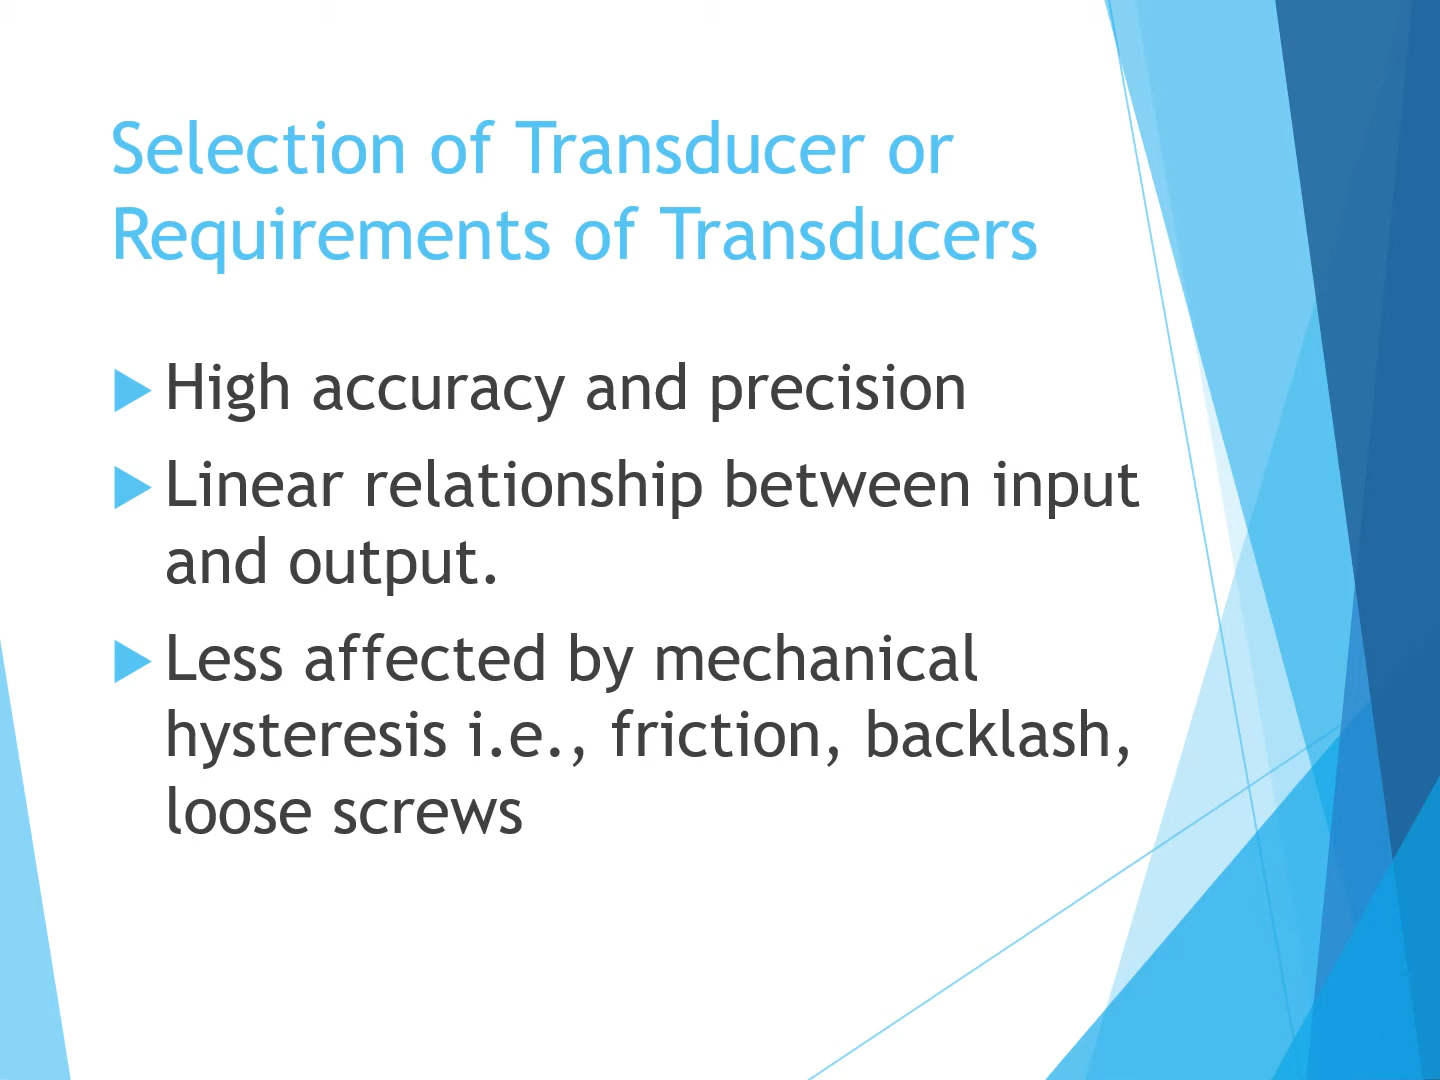 Selection of Transducer or
Requirements of Transducers
High accuracy and precision
Linear relationship between input
and output.
Less affected by mechanical
hysteresis i.e., friction, backlash,
loose screws